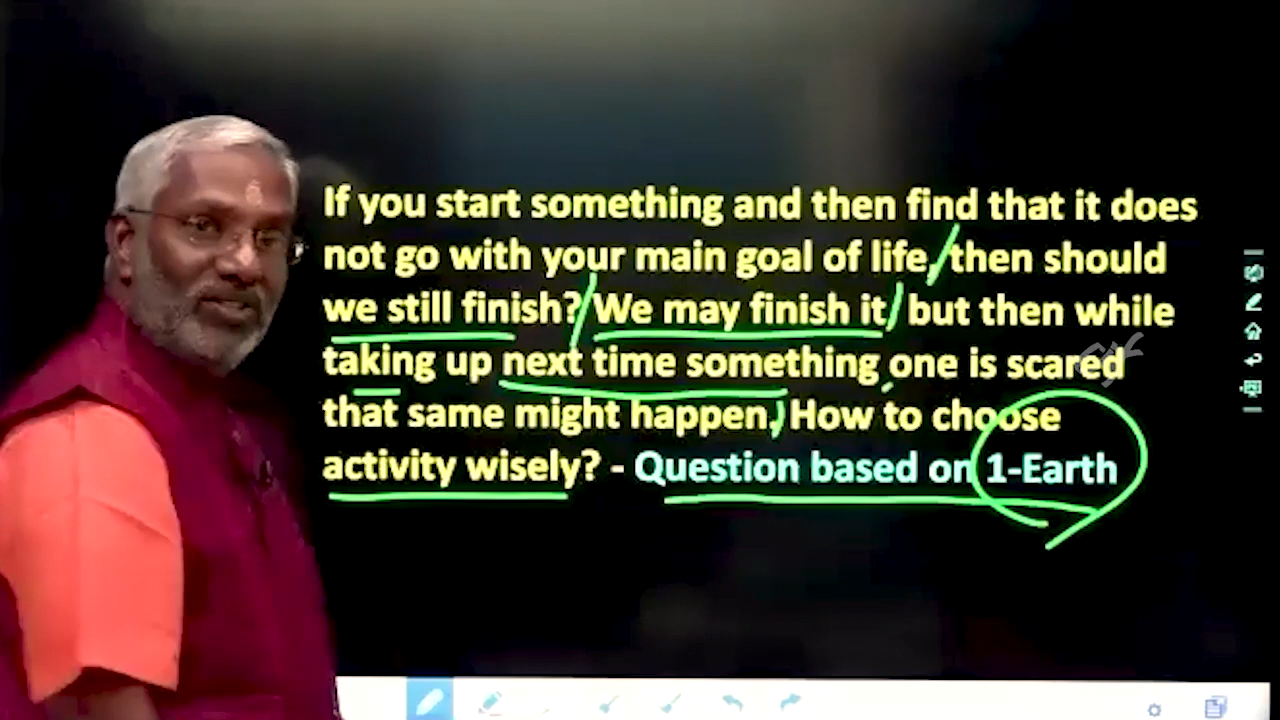 If you start something and then find that it does
not go with your main goal of life, then should
we still finish? We may finish it, but then while
taking up next time something one is scared
that same might happen. How to choose
activity wisely? - Question based on 1-Earth